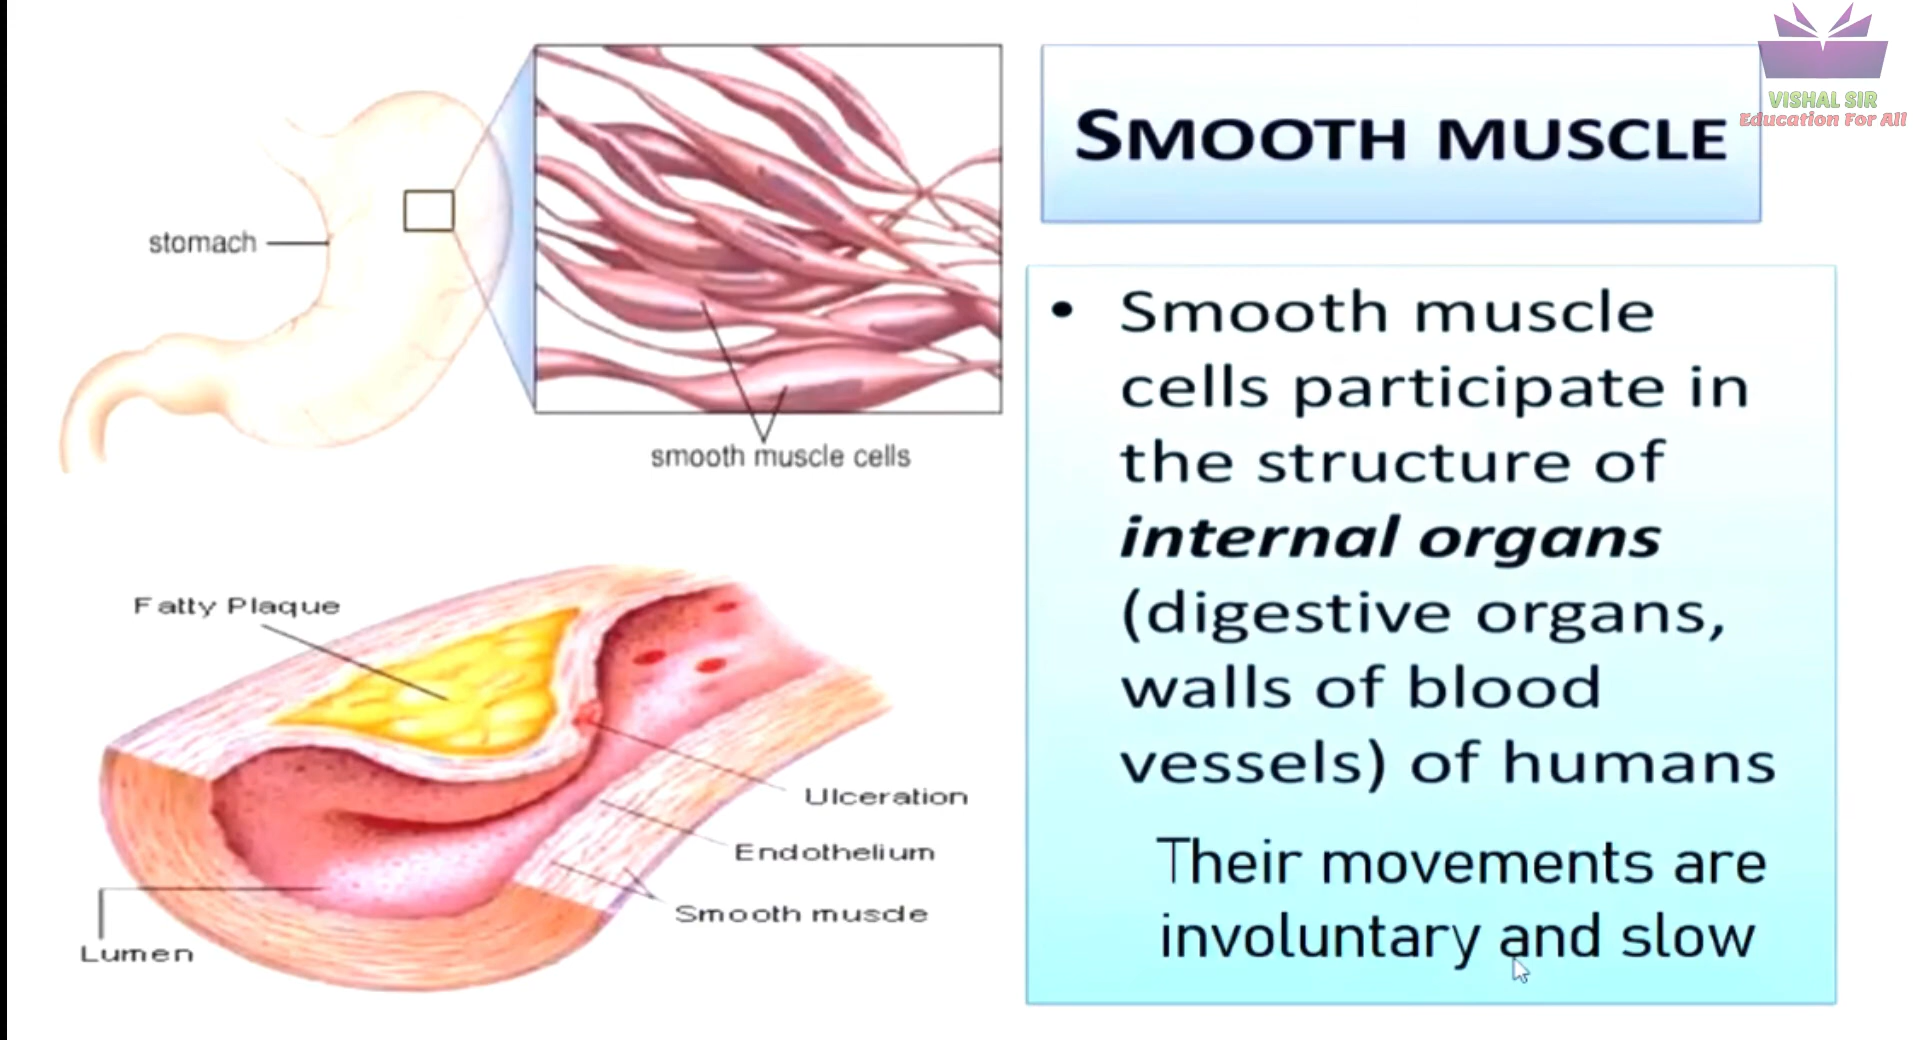 VISHAL SIR
Education For All
SMOOTH MUSCLE
stomach
smooth muscle cells
• Smooth muscle
cells participate in
the structure of
internal organs
(digestive organs,
walls of blood
vessels) of humans
Their movements are
involuntary and slow
Fatty Plaque
Ulceration
Endothelium
Smooth muscle
Lumen